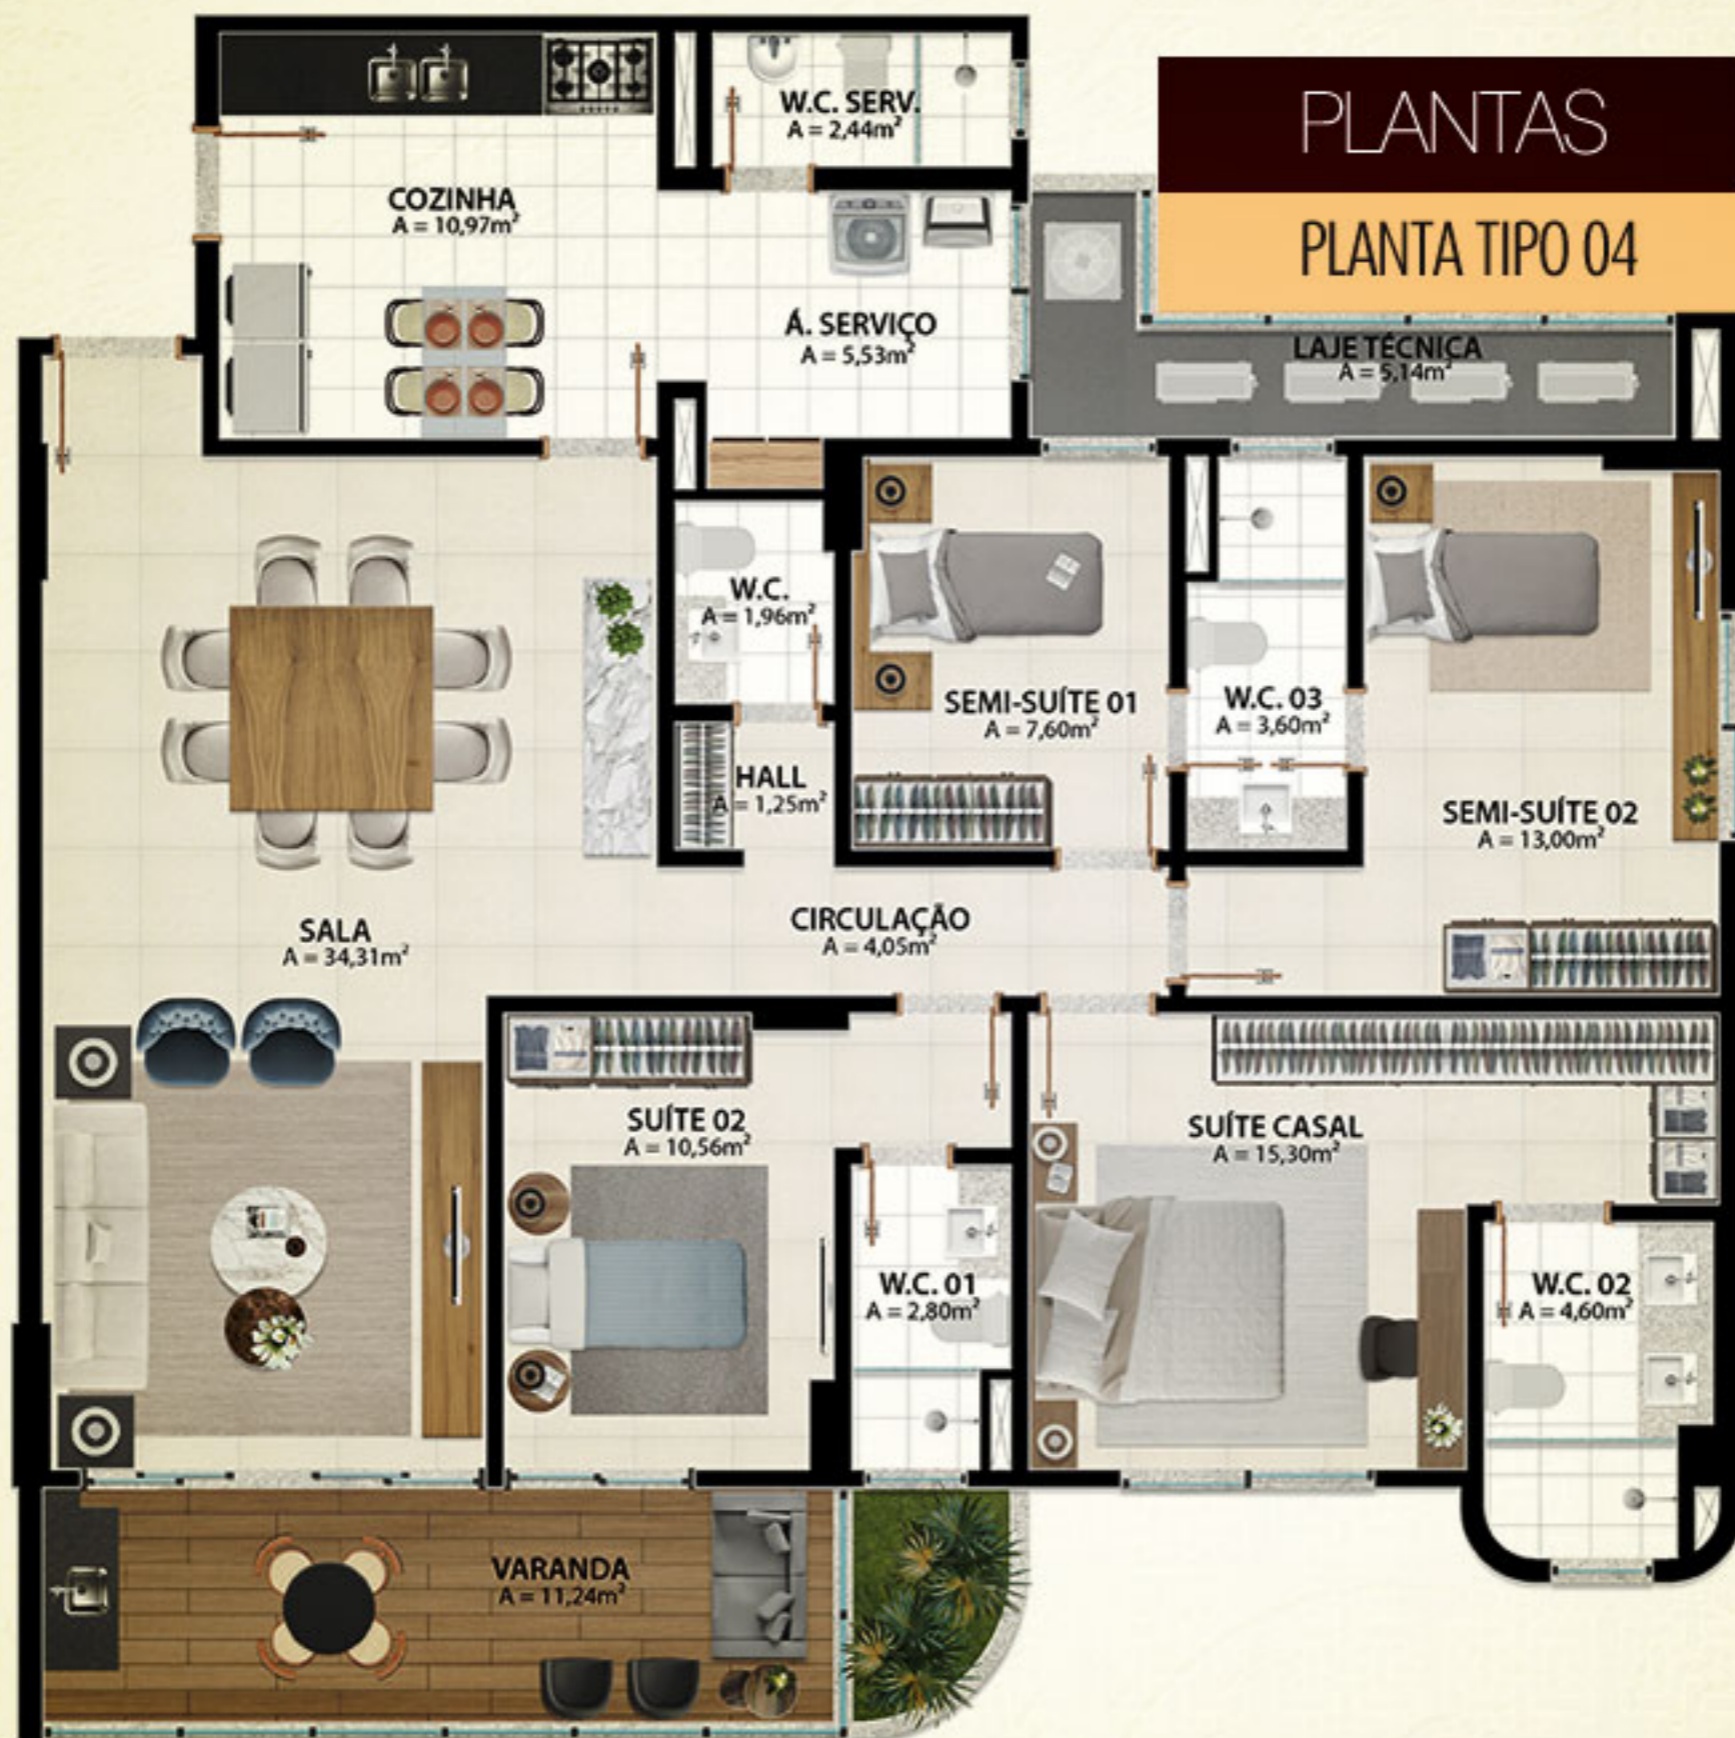 PLANTAS
PLANTA TIPO 04
W.C. SERV.
A = 2,44m²
COZINHA
A = 10,97m²
Á. SERVIÇO
A = 5,53m²
LAJE TÉCNICA
A = 5,14m²
W.C.
A = 1,96m²
SEMI-SUÍTE 01
A = 7,60m²
W.C. 03
A = 3,60m²
HALL
A = 1,25m²
SEMI-SUÍTE 02
A = 13,00m²
SALA
A = 34,31m²
CIRCULAÇÃO
A = 4,05m²
SUÍTE 02
A = 10,56m²
SUÍTE CASAL
A = 15,30m²
W.C. 01
A = 2,80m²
W.C. 02
A = 4,60m²
VARANDA
A = 11,24m²